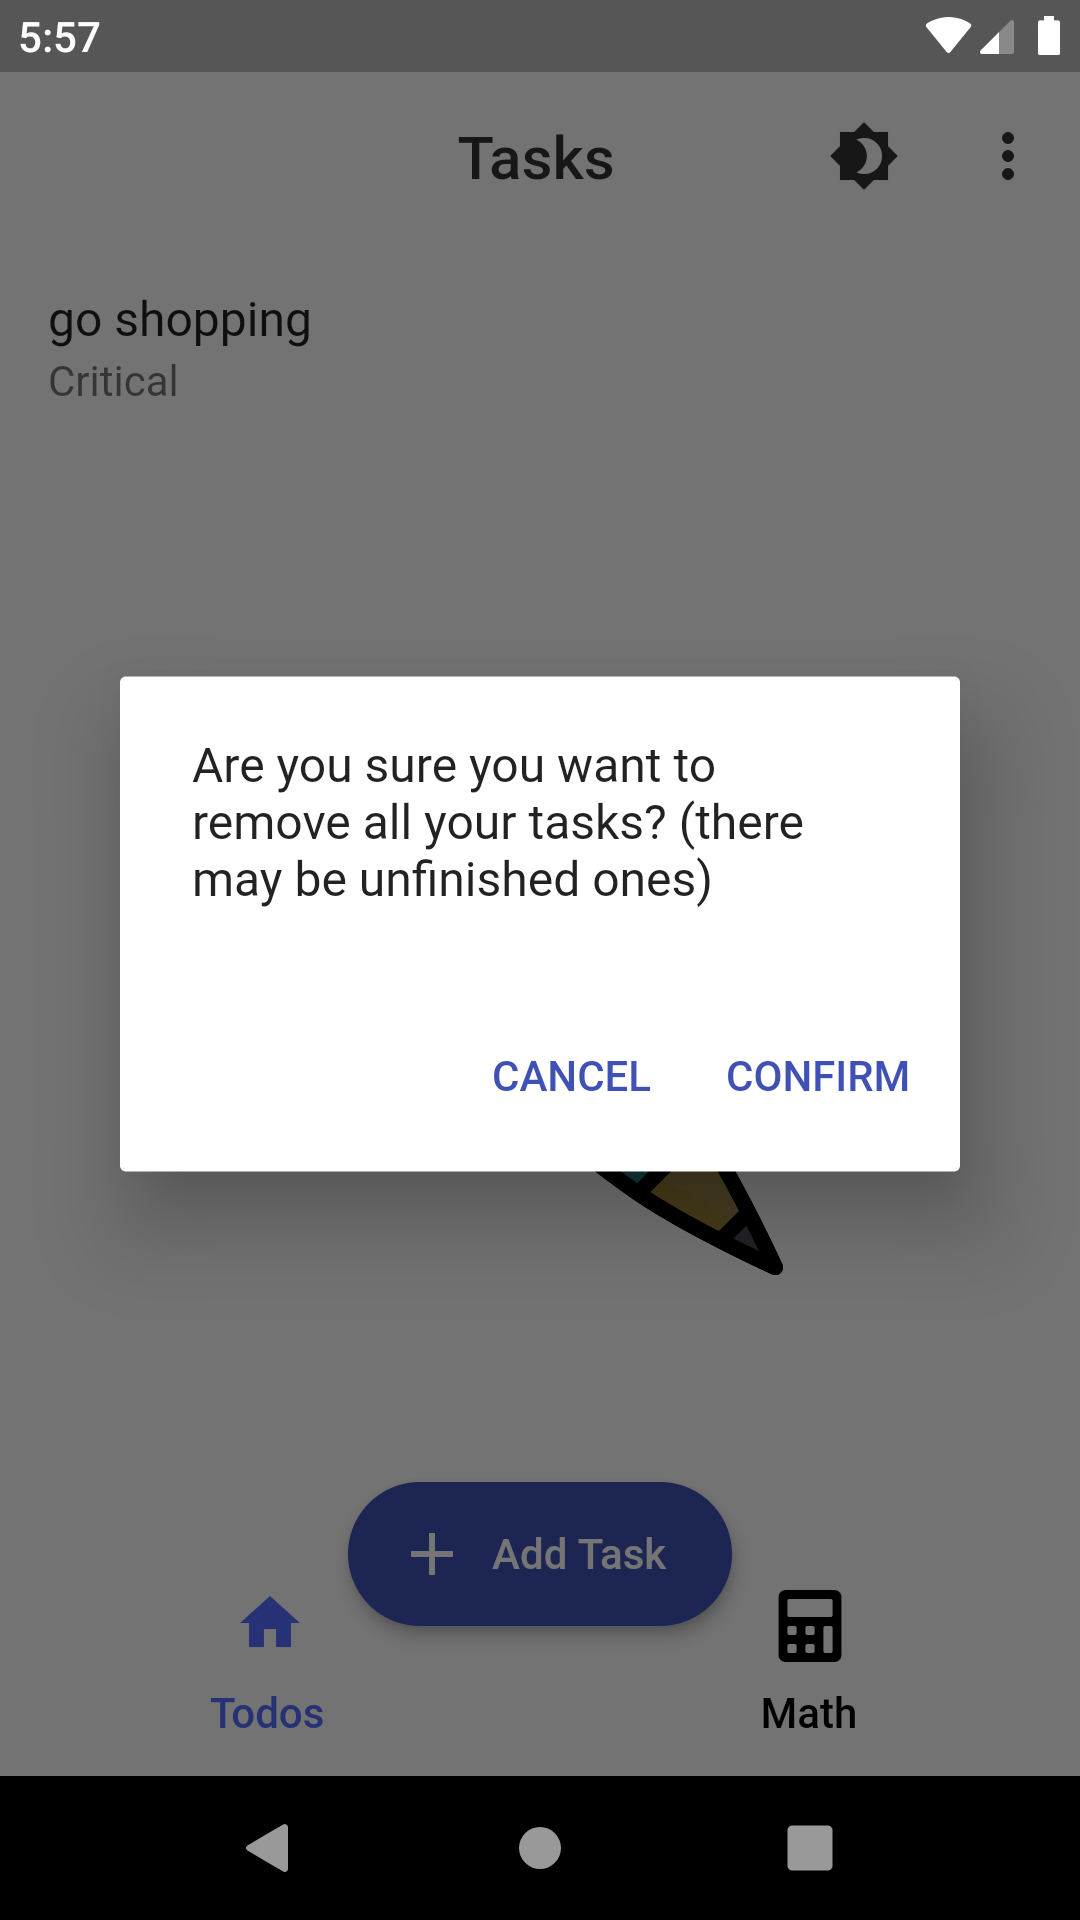 5:57
Tasks
go shopping
Critical
Are you sure you want to
remove all your tasks? (there
may be unfinished ones)
CANCEL CONFIRM
Add Task
Todos Math